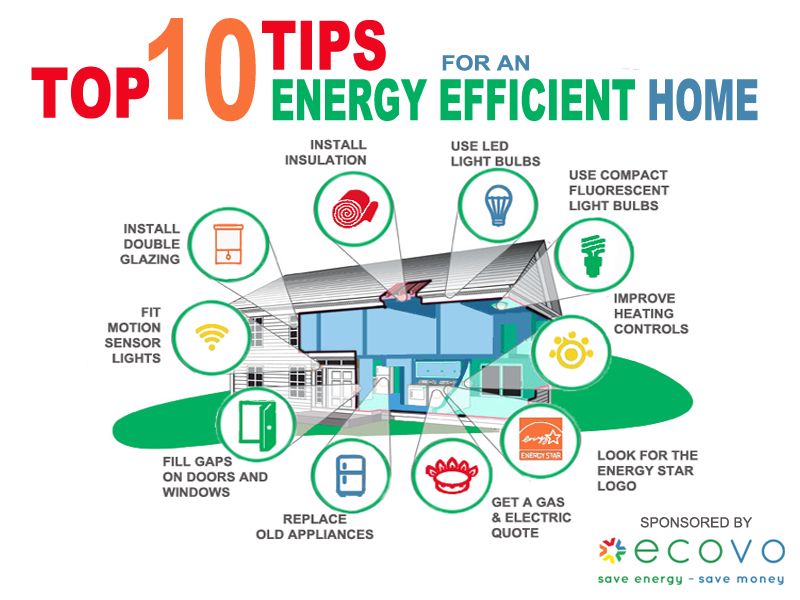 TOP 10 TIPS FOR AN
ENERGY EFFICIENT HOME
INSTALL
INSULATION
USE LED
LIGHT BULBS
USE COMPACT
FLUORESCENT
LIGHT BULBS
INSTALL
DOUBLE
GLAZING
FIT
MOTION
SENSOR
LIGHTS
IMPROVE
HEATING
CONTROLS
FILL GAPS
ON DOORS AND
WINDOWS
REPLACE
OLD APPLIANCES
GET A GAS
& ELECTRIC
QUOTE
energy
ENERGY STAR
LOOK FOR THE
ENERGY STAR
LOGO
SPONSORED BY
ecovo
save energy - save money